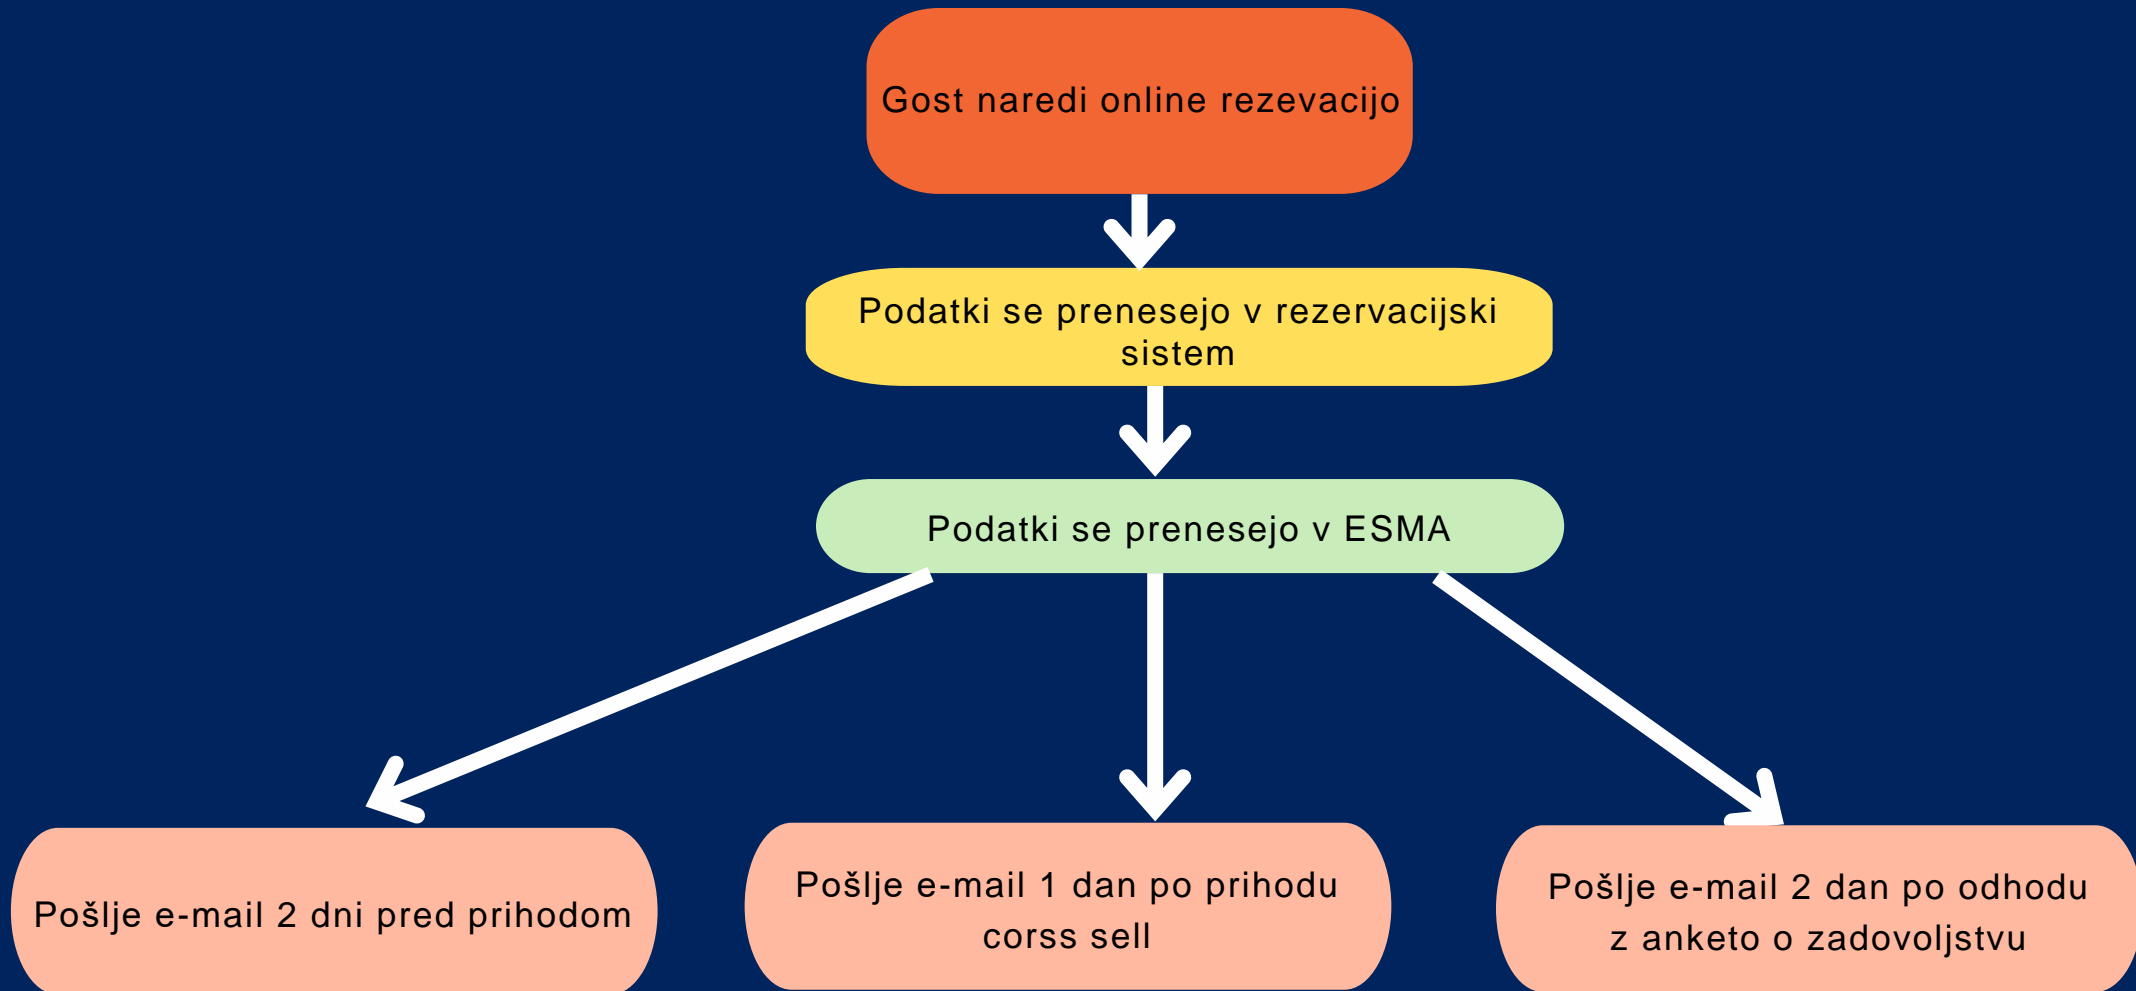 Gost naredi online rezevacijo
Podatki se prenesejo v rezervacijski
sistem
Podatki se prenesejo v ESMA
Pošlje e-mail 2 dni pred prihodom
Pošlje e-mail 1 dan po prihodu
corss sell
Pošlje e-mail 2 dan po odhodu
z anketo o zadovoljstvu